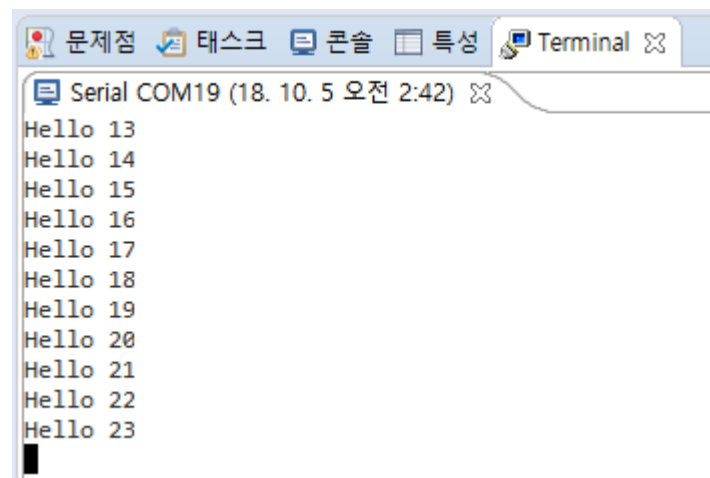 문제점 태스크 콘솔 특성 Terminal
Serial COM19 (18. 10. 5 오전 2:42)
Hello 13
Hello 14
Hello 15
Hello 16
Hello 17
Hello 18
Hello 19
Hello 20
Hello 21
Hello 22
Hello 23